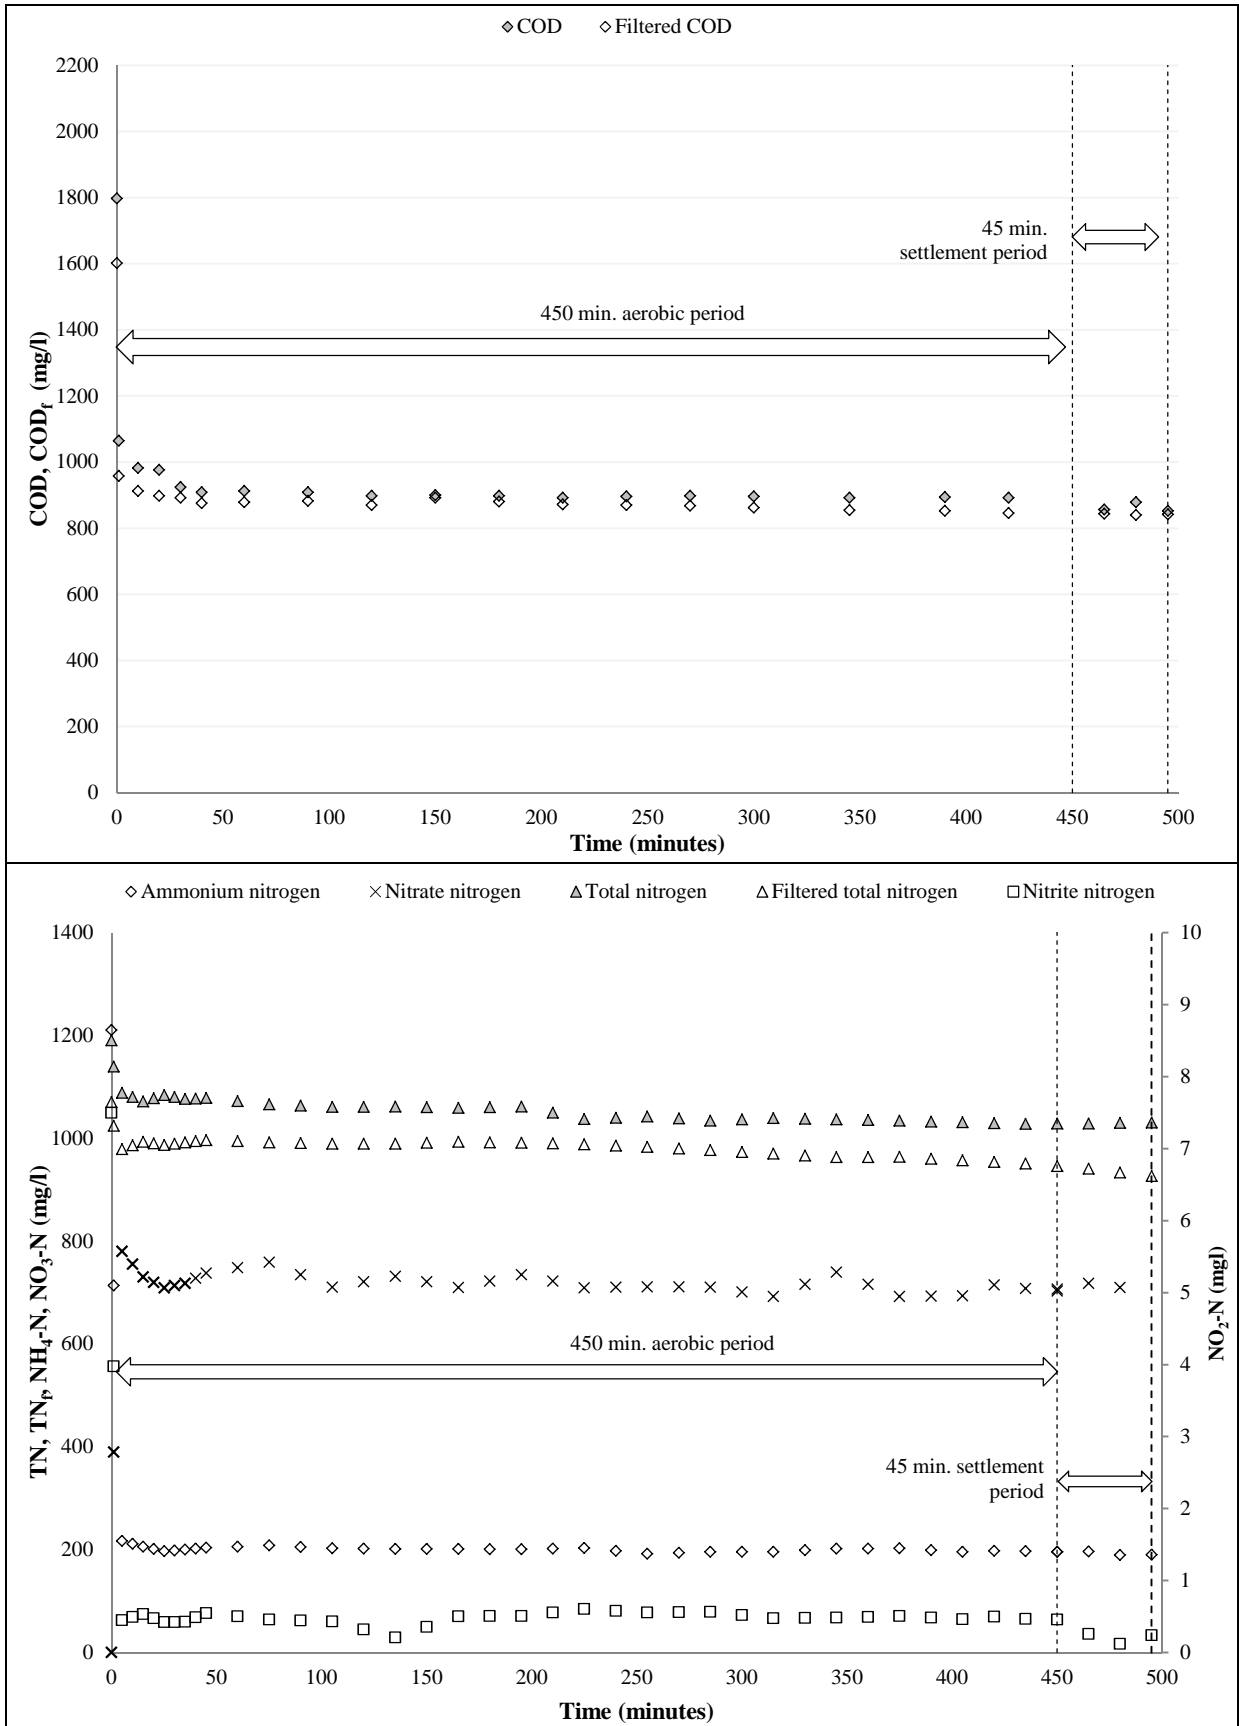 COD Filtered COD
2200
2000
1800
1600
1400
1200
1000
800
600
400
200
0
COD, CODf (mg/l)
45 min.
settlement period
450 min. aerobic period
0 50 100 150 200 250 300 350 400 450 500
Time (minutes)
Ammonium nitrogen Nitrate nitrogen Total nitrogen Filtered total nitrogen Nitrite nitrogen
1400
1200
1000
800
600
400
200
0
TN, TNf, NH4-N, NO3-N (mg/l)
450 min. aerobic period
45 min. settlement
period
10
9
8
7
6
5
4
3
2
1
0
NO2-N (mgl)
0 50 100 150 200 250 300 350 400 450 500
Time (minutes)